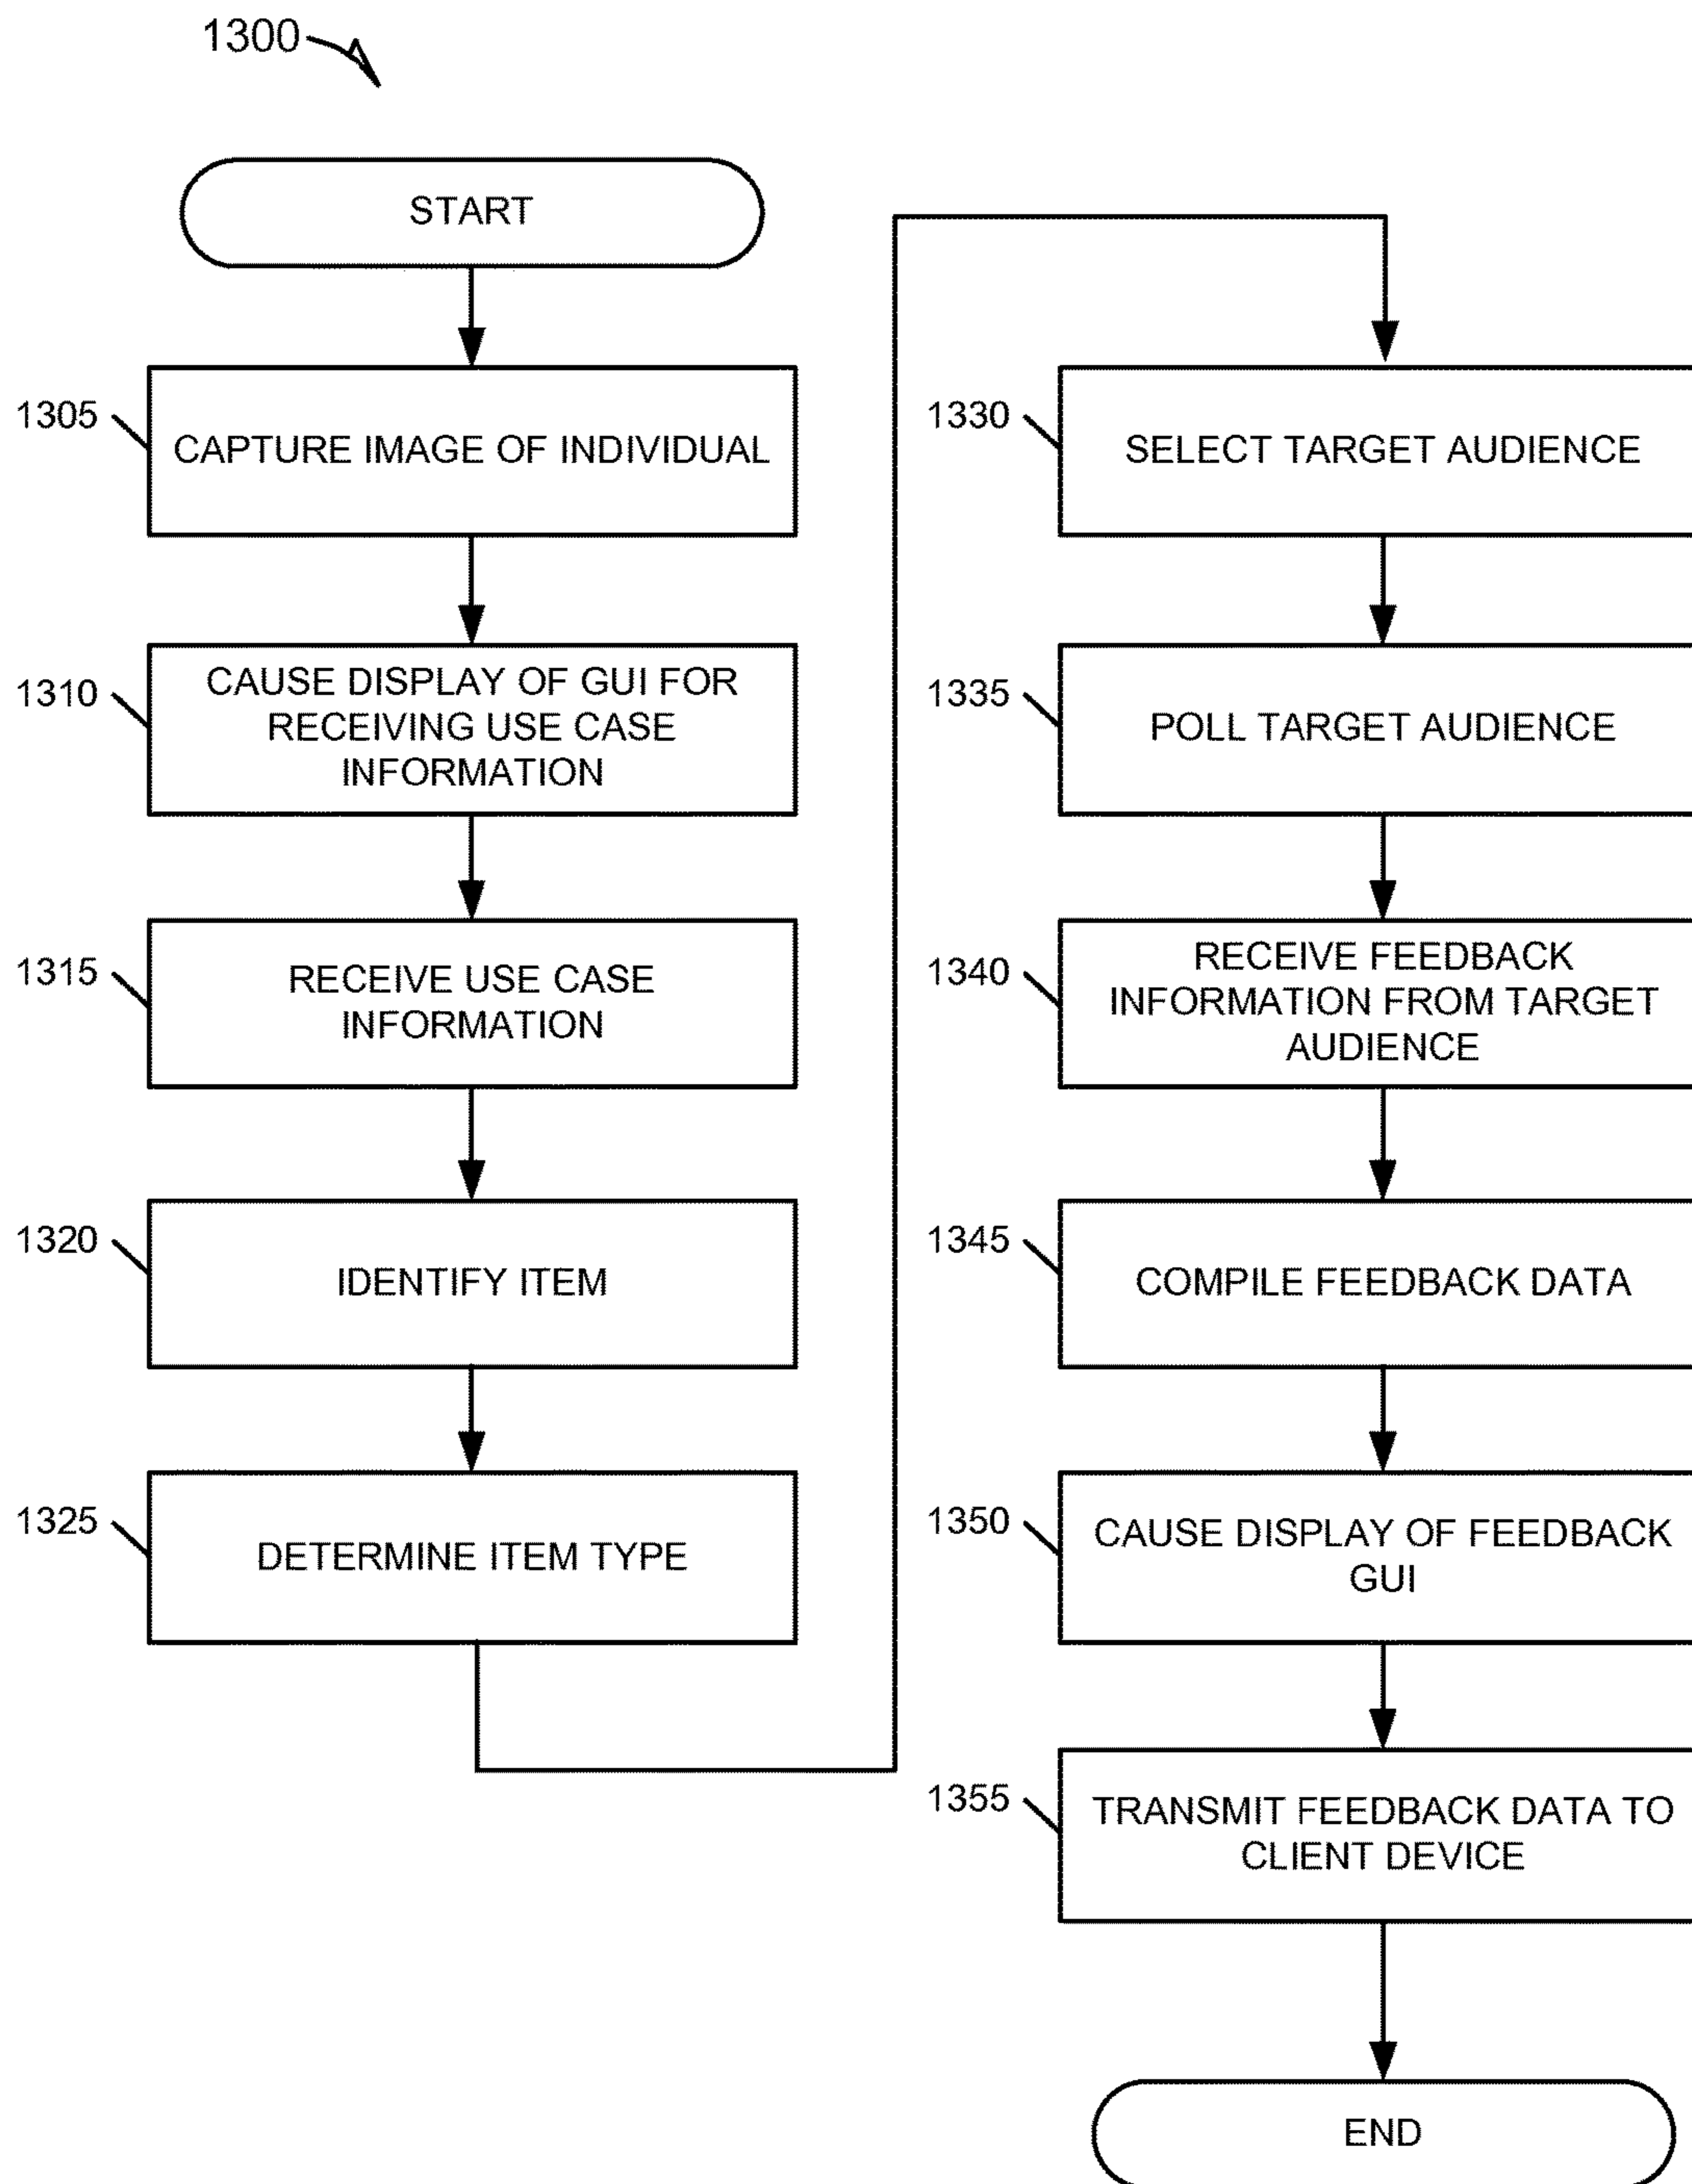 1300
START
1305
CAPTURE IMAGE OF INDIVIDUAL
1310
CAUSE DISPLAY OF GUI FOR
RECEIVING USE CASE
INFORMATION
1315
RECEIVE USE CASE
INFORMATION
1320
IDENTIFY ITEM
1325
DETERMINE ITEM TYPE
1330
SELECT TARGET AUDIENCE
1335
POLL TARGET AUDIENCE
1340
RECEIVE FEEDBACK
INFORMATION FROM TARGET
AUDIENCE
1345
COMPILE FEEDBACK DATA
1350
CAUSE DISPLAY OF FEEDBACK
GUI
1355
TRANSMIT FEEDBACK DATA TO
CLIENT DEVICE
END